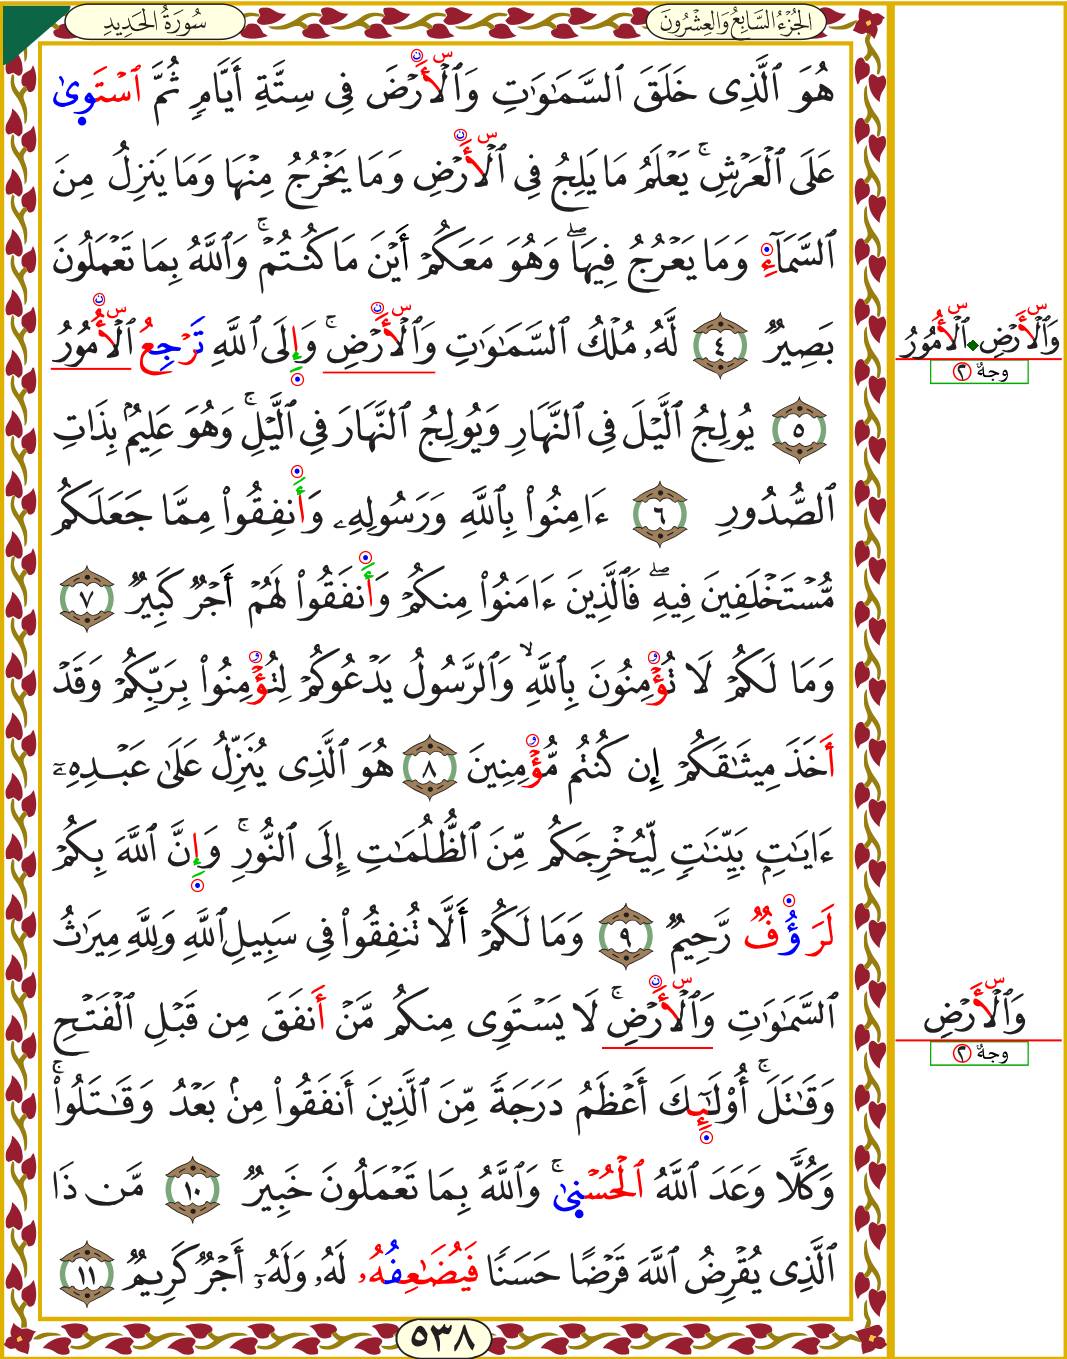 سُورَةُ الحَدِيدِ
الجُزْءُ السَّابِعُ وَالعِشْرُونَ
هُوَ ٱلَّذِى خَلَقَ ٱلسَّمَٰوَٰتِ وَٱلْأَرْضَ فِى سِتَّةِ أَيَّامٍ ثُمَّ ٱسْتَوِىٰ
عَلَى ٱلْعَرْشِۚ يَعْلَمُ مَا يَلِجُ فِى ٱلْأَرْضِ وَمَا يَخْرُجُ مِنْهَا وَمَا يَنزِلُ مِنَ
ٱلسَّمَآءِ وَمَا يَعْرُجُ فِيهَاۖ وَهُوَ مَعَكُمْ أَيْنَ مَا كُنتُمْۚ وَٱللَّهُ بِمَا تَعْمَلُونَ
بَصِيرٌ ٤ لَّهُۥ مُلْكُ ٱلسَّمَٰوَٰتِ وَٱلْأَرْضِۚ وَإِلَى ٱللَّهِ تَرْجِعُ ٱلْأُمُورُ
٥ يُولِجُ ٱلَّيْلَ فِى ٱلنَّهَارِ وَيُولِجُ ٱلنَّهَارَ فِى ٱلَّيْلِۚ وَهُوَ عَلِيمٌۢ بِذَاتِ
ٱلصُّدُورِ ٦ ءَامِنُوا۟ بِٱللَّهِ وَرَسُولِهِۦ وَأَنفِقُوا۟ مِمَّا جَعَلَكُم
مُّسْتَخْلَفِينَ فِيهِۖ فَٱلَّذِينَ ءَامَنُوا۟ مِنكُمْ وَأَنفَقُوا۟ لَهُمْ أَجْرٌ كَبِيرٌ ٧
وَمَا لَكُمْ لَا تُؤْمِنُونَ بِٱللَّهِۙ وَٱلرَّسُولُ يَدْعُوكُمْ لِتُؤْمِنُوا۟ بِرَبِّكُمْ وَقَدْ
أَخَذَ مِيثَٰقَكُمْ إِن كُنتُم مُّؤْمِنِينَ ٨ هُوَ ٱلَّذِى يُنَزِّلُ عَلَىٰ عَبْدِهِۦٓ
ءَايَٰتٍۭ بَيِّنَٰتٍ لِّيُخْرِجَكُم مِّنَ ٱلظُّلُمَٰتِ إِلَى ٱلنُّورِۚ وَإِنَّ ٱللَّهَ بِكُمْ
لَرَؤُفٌ رَّحِيمٌ ٩ وَمَا لَكُمْ أَلَّا تُنفِقُوا۟ فِى سَبِيلِ ٱللَّهِ وَلِلَّهِ مِيرَٰثُ
ٱلسَّمَٰوَٰتِ وَٱلْأَرْضِۚ لَا يَسْتَوِى مِنكُم مَّنْ أَنفَقَ مِن قَبْلِ ٱلْفَتْحِ
وَقَٰتَلَۚ أُو۟لَٰٓئِكَ أَعْظَمُ دَرَجَةً مِّنَ ٱلَّذِينَ أَنفَقُوا۟ مِنۢ بَعْدُ وَقَٰتَلُوا۟ۚ
وَكُلًّا وَعَدَ ٱللَّهُ ٱلْحُسْنِىٰۚ وَٱللَّهُ بِمَا تَعْمَلُونَ خَبِيرٌ ١٠ مَّن ذَا
ٱلَّذِى يُقْرِضُ ٱللَّهَ قَرْضًا حَسَنًا فَيُضَٰعِفُهُۥ لَهُۥ وَلَهُۥٓ أَجْرٌ كَرِيمٌ ١١
٥٣٨
وَٱلْأَرْضِ ٱلْأُمُورُ
٢ وجهٌ
وَٱلْأَرْضِ
٢ وجهٌ